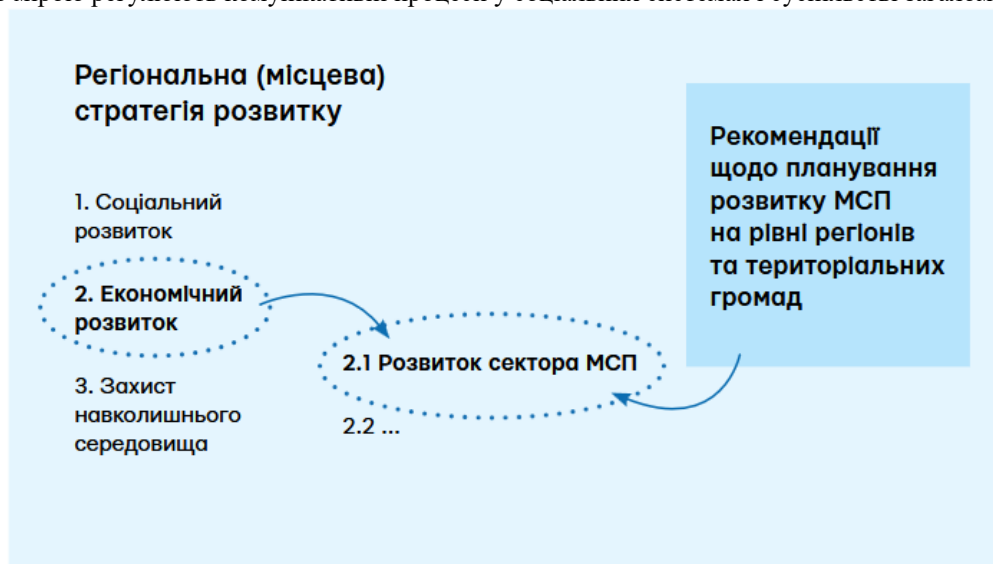 Регіональна (місцева)
стратегія розвитку
1. Соціальний
розвиток
2. Економічний
розвиток
3. Захист
навколишнього
середовища
2.1 Розвиток сектора МСП
2.2 ...
Рекомендації
щодо планування
розвитку МСП
на рівні регіонів
та територіальних
громад